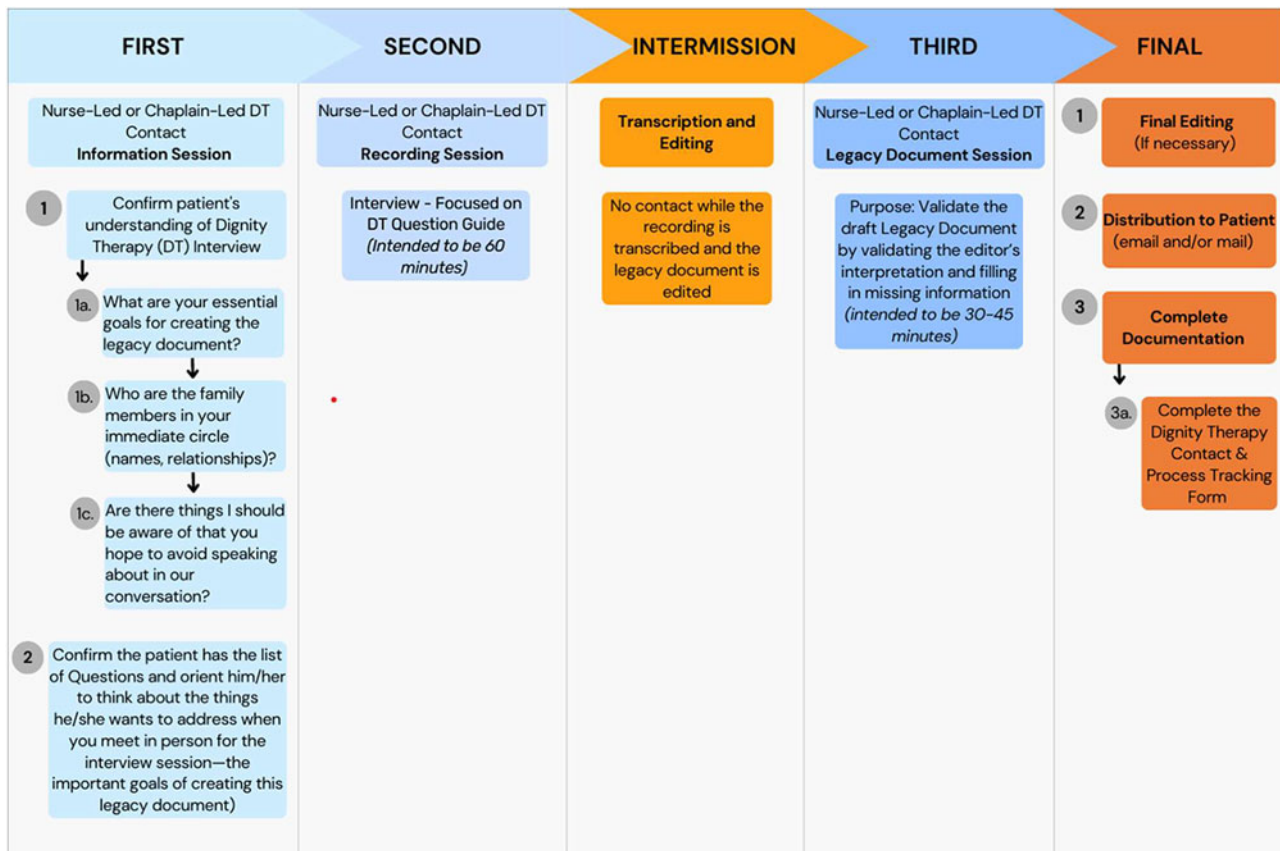 FIRST
SECOND
INTERMISSION
THIRD
FINAL
Nurse-Led or Chaplain-Led DT
Contact
Information Session
1
Confirm patient's
understanding of Dignity
Therapy (DT) Interview
1a.
What are your essential
goals for creating the
legacy document?
1b.
Who are the family
members in your
immediate circle
(names, relationships)?
1c.
Are there things I should
be aware of that you
hope to avoid speaking
about in our
conversation?
2
Confirm the patient has the list
of Questions and orient him/her
to think about the things
he/she wants to address when
you meet in person for the
interview session—the
important goals of creating this
legacy document)
Nurse-Led or Chaplain-Led DT
Contact
Recording Session
Interview - Focused on
DT Question Guide
(Intended to be 60
minutes)
Transcription and
Editing
No contact while the
recording is
transcribed and the
legacy document is
edited
Nurse-Led or Chaplain-Led DT
Contact
Legacy Document Session
Purpose: Validate the
draft Legacy Document
by validating the editor's
interpretation and filling
in missing information
(intended to be 30-45
minutes)
1
Final Editing
(If necessary)
2
Distribution to Patient
(email and/or mail)
3
Complete
Documentation
3a.
Complete the
Dignity Therapy
Contact &
Process Tracking
Form